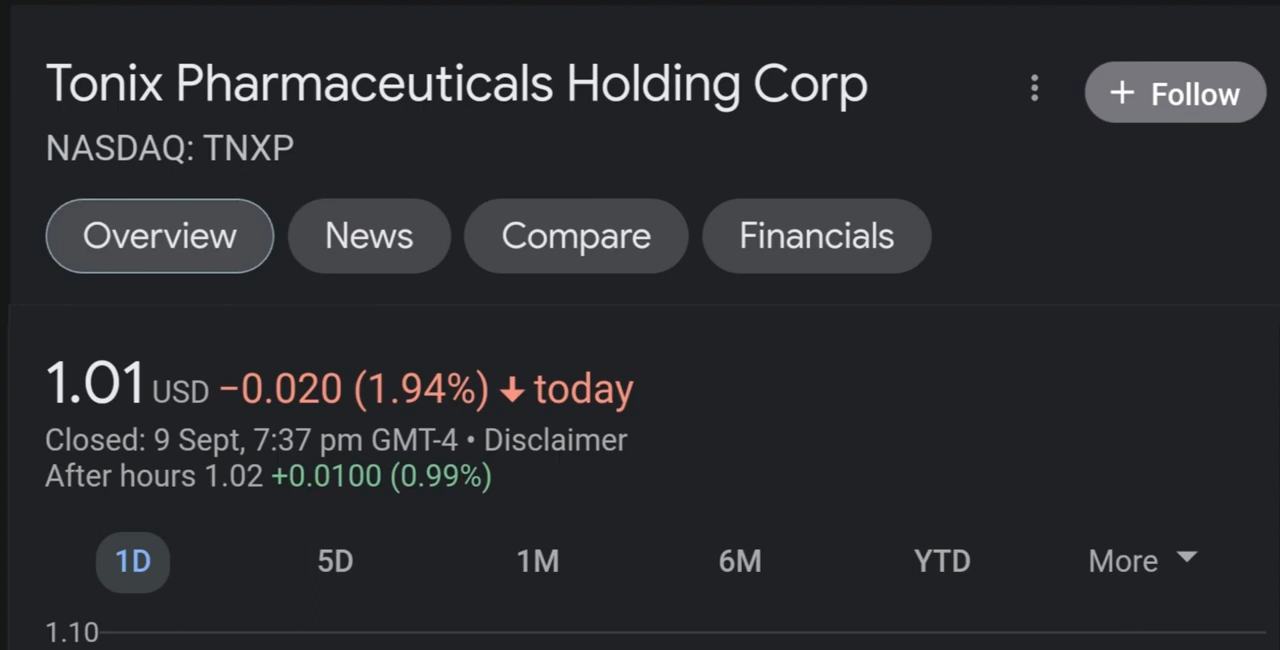 Tonix Pharmaceuticals Holding Corp
+ Follow
NASDAQ: TNXP
Overview News Compare Financials
1.01 USD −0.020 (1.94%) ↓ today
Closed: 9 Sept, 7:37 pm GMT-4 • Disclaimer
After hours 1.02 +0.0100 (0.99%)
1D 5D 1M 6M YTD More
1.10